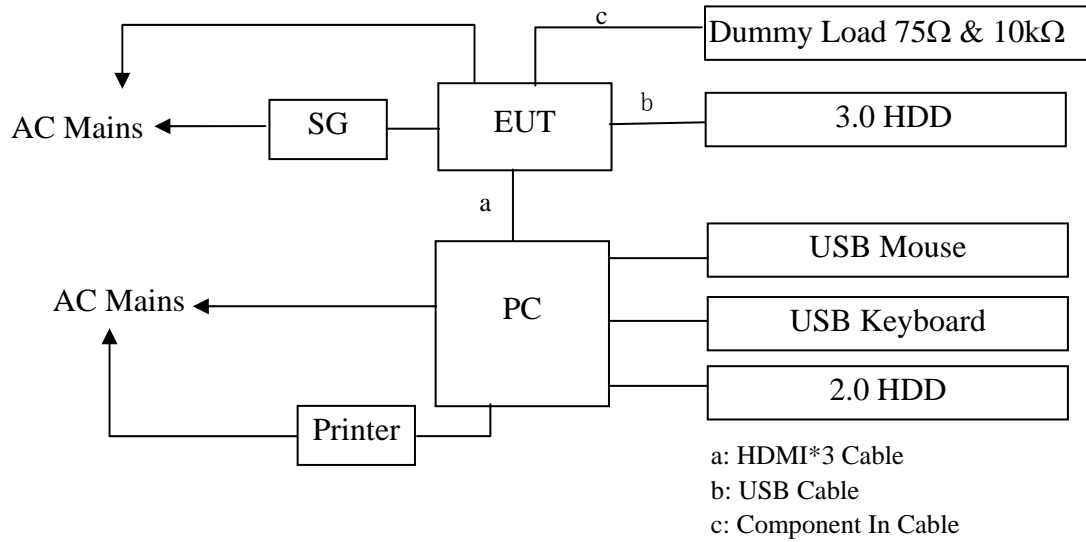 c
Dummy Load 75Ω & 10kΩ
AC Mains
SG
EUT
b
3.0 HDD
a
USB Mouse
AC Mains
PC
USB Keyboard
2.0 HDD
Printer
a: HDMI*3 Cable
b: USB Cable
c: Component In Cable